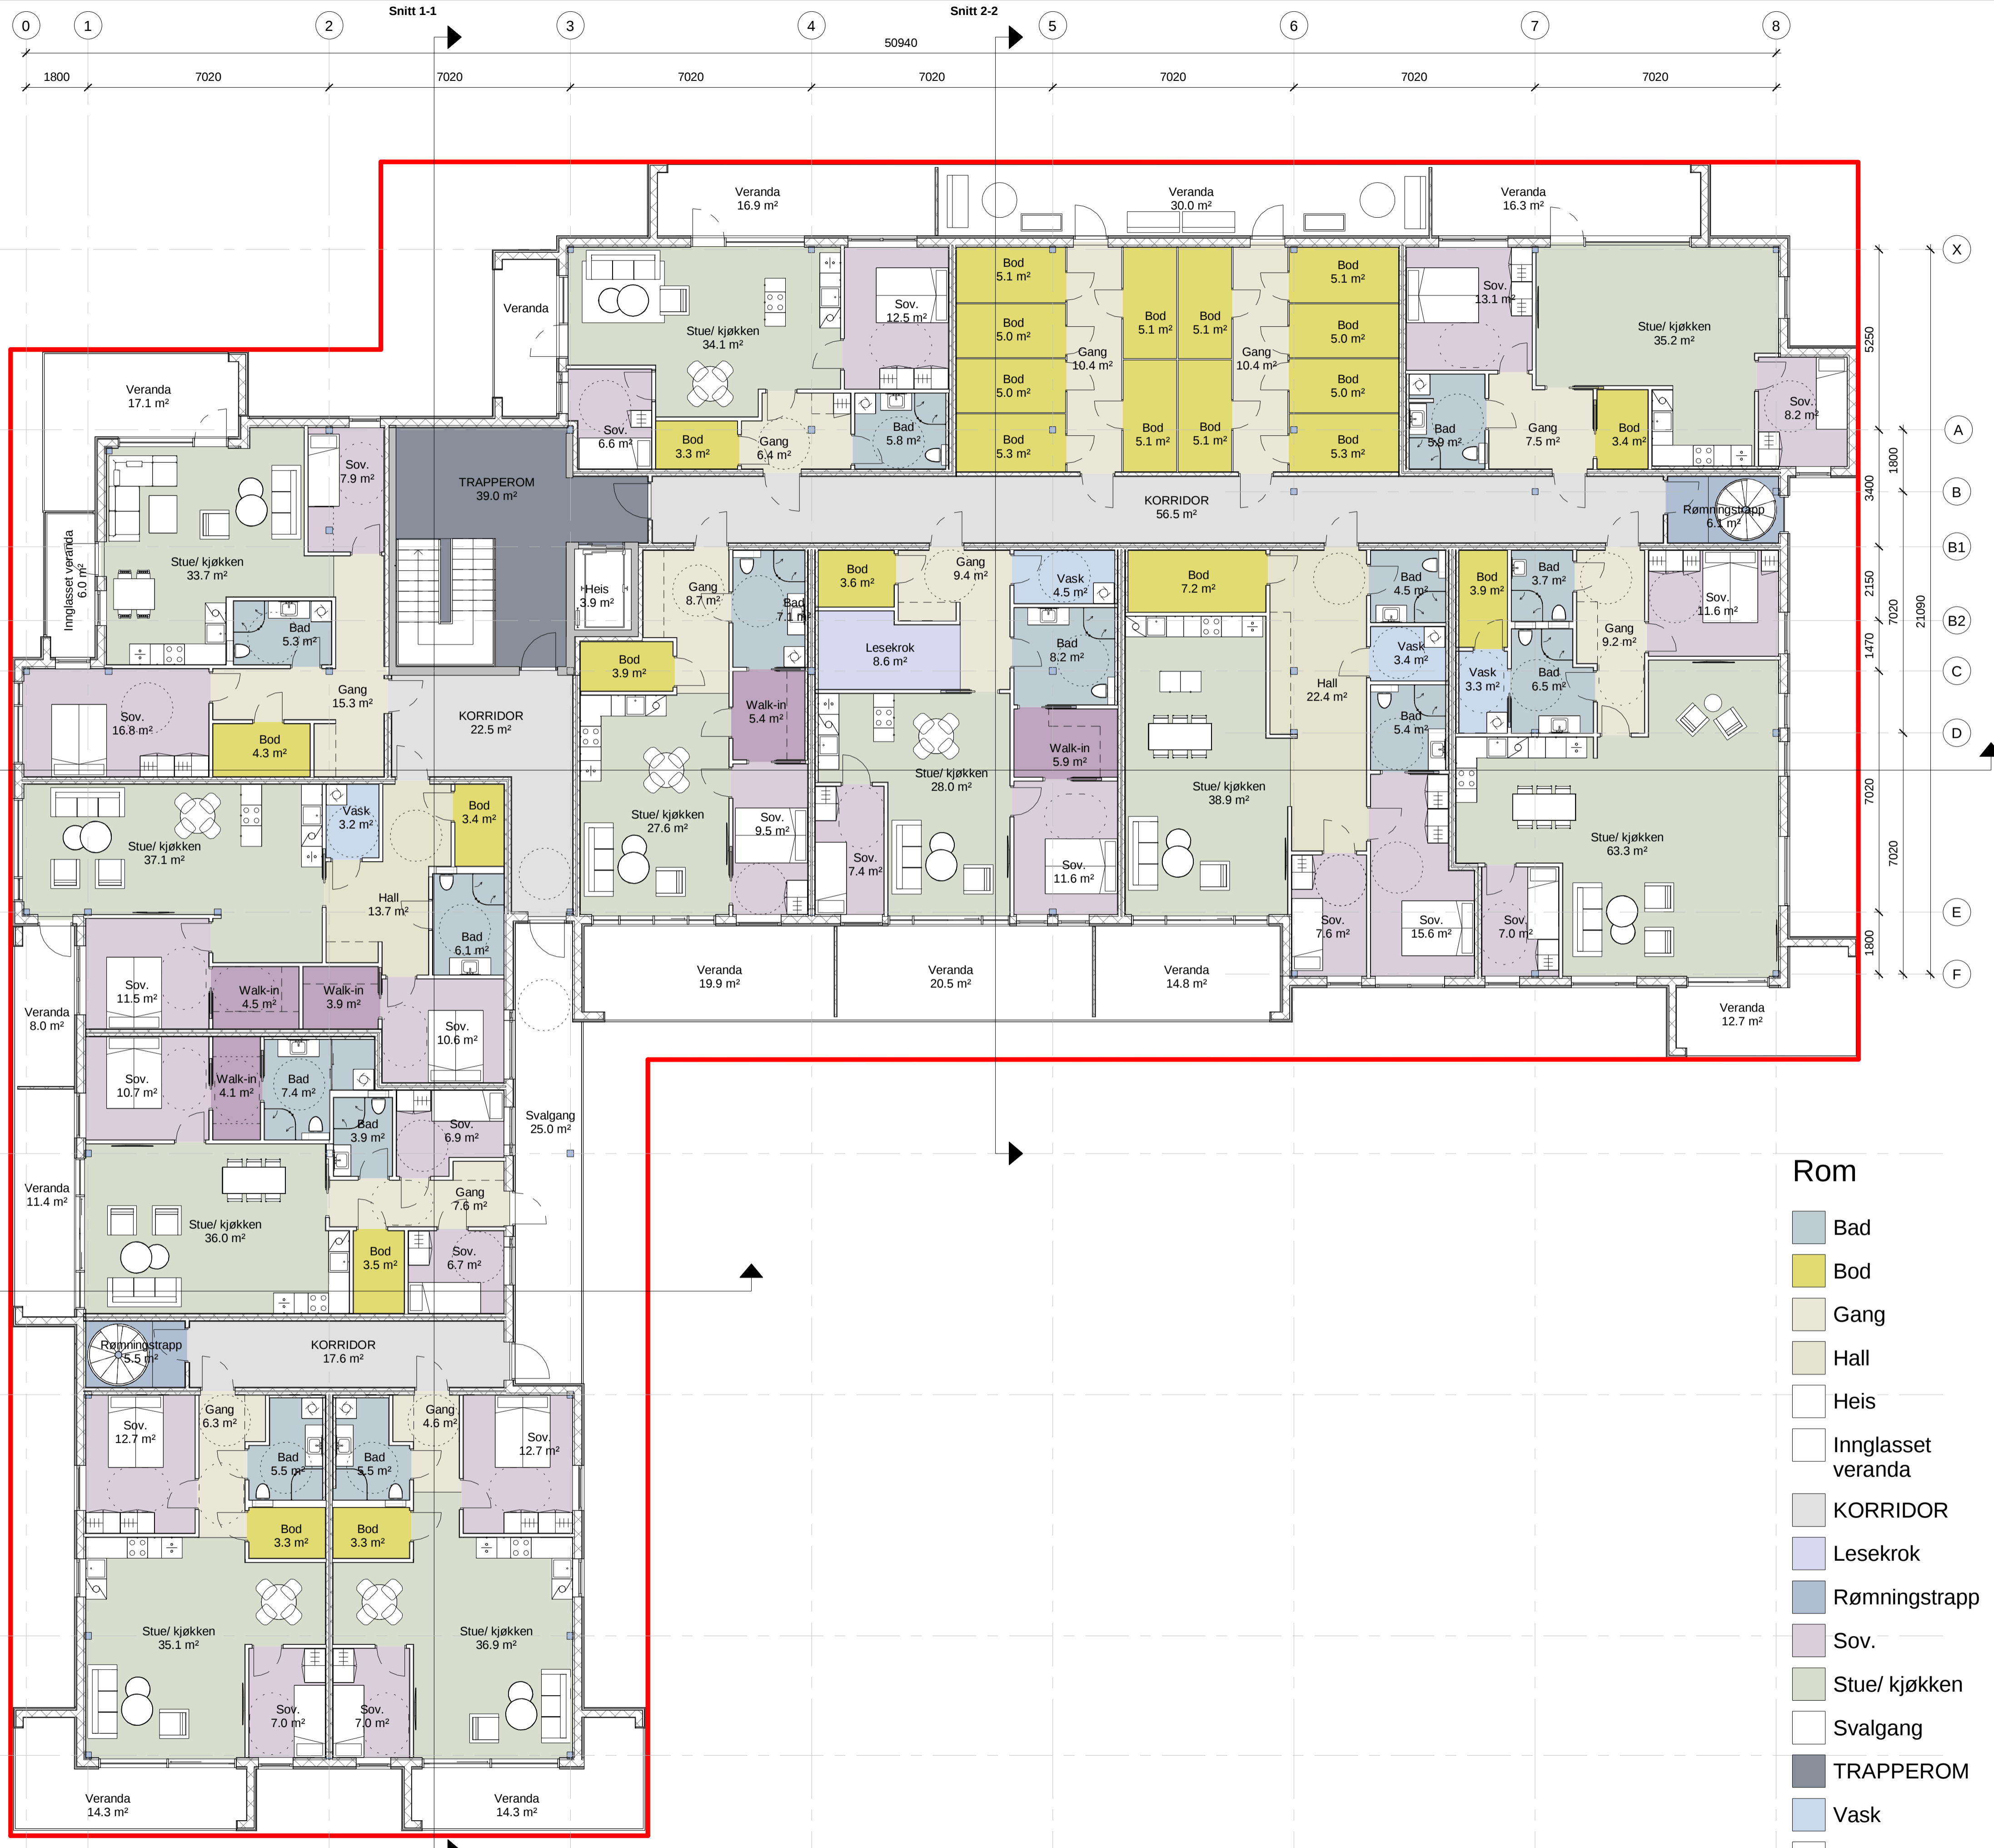 Snitt 1-1
Snitt 2-2
0
1
2
3
4
5
6
7
8
50940
1800
7020
7020
7020
7020
7020
7020
7020
Veranda
16.9 m²
Veranda
30.0 m²
Veranda
16.3 m²
X
A
B
B1
B2
C
D
E
F
5250
3400
7020
1800
2150
1470
7020
7020
1800
21090
Veranda
Stue/ kjøkken
34.1 m²
Sov.
12.5 m²
Sov.
6.6 m²
Bod
3.3 m²
Gang
6.4 m²
Bad
5.8 m²
Bod
5.1 m²
Bod
5.0 m²
Bod
5.0 m²
Bod
5.3 m²
Gang
10.4 m²
Bod
5.1 m²
Bod
5.1 m²
Bod
5.1 m²
Bod
5.1 m²
Gang
10.4 m²
Bod
5.1 m²
Bod
5.0 m²
Bod
5.0 m²
Bod
5.3 m²
Sov.
13.1 m²
Stue/ kjøkken
35.2 m²
Bad
5.9 m²
Gang
7.5 m²
Bod
3.4 m²
Sov.
8.2 m²
Veranda
17.1 m²
Innglasset veranda
6.0 m²
Stue/ kjøkken
33.7 m²
Sov.
7.9 m²
Bad
5.3 m²
Sov.
16.8 m²
Bod
4.3 m²
Gang
15.3 m²
TRAPPEROM
39.0 m²
Heis
3.9 m²
KORRIDOR
56.5 m²
Rømningstrapp
6.1 m²
KORRIDOR
22.5 m²
Gang
8.7 m²
Bad
7.1 m²
Bod
3.9 m²
Walk-in
5.4 m²
Stue/ kjøkken
27.6 m²
Sov.
9.5 m²
Bod
3.6 m²
Gang
9.4 m²
Vask
4.5 m²
Lesekrok
8.6 m²
Bad
8.2 m²
Walk-in
5.9 m²
Stue/ kjøkken
28.0 m²
Sov.
7.4 m²
Sov.
11.6 m²
Bod
7.2 m²
Hall
22.4 m²
Bad
4.5 m²
Vask
3.4 m²
Bad
5.4 m²
Stue/ kjøkken
38.9 m²
Sov.
7.6 m²
Sov.
15.6 m²
Bod
3.9 m²
Bad
3.7 m²
Gang
9.2 m²
Sov.
11.6 m²
Vask
3.3 m²
Bad
6.5 m²
Stue/ kjøkken
63.3 m²
Sov.
7.0 m²
Veranda
19.9 m²
Veranda
20.5 m²
Veranda
14.8 m²
Veranda
12.7 m²
Stue/ kjøkken
37.1 m²
Vask
3.2 m²
Bod
3.4 m²
Hall
13.7 m²
Bad
6.1 m²
Sov.
11.5 m²
Walk-in
4.5 m²
Walk-in
3.9 m²
Sov.
10.6 m²
Veranda
8.0 m²
Sov.
10.7 m²
Walk-in
4.1 m²
Bad
7.4 m²
Bad
3.9 m²
Sov.
6.9 m²
Svalgang
25.0 m²
Veranda
11.4 m²
Stue/ kjøkken
36.0 m²
Gang
7.6 m²
Bod
3.5 m²
Sov.
6.7 m²
Rømningstrapp
5.5 m²
KORRIDOR
17.6 m²
Sov.
12.7 m²
Gang
6.3 m²
Bad
5.5 m²
Bad
5.5 m²
Gang
4.6 m²
Sov.
12.7 m²
Bod
3.3 m²
Bod
3.3 m²
Stue/ kjøkken
35.1 m²
Stue/ kjøkken
36.9 m²
Sov.
7.0 m²
Sov.
7.0 m²
Veranda
14.3 m²
Veranda
14.3 m²
Rom
Bad
Bod
Gang
Hall
Heis
Innglasset
veranda
KORRIDOR
Lesekrok
Rømningstrapp
Sov.
Stue/ kjøkken
Svalgang
TRAPPEROM
Vask